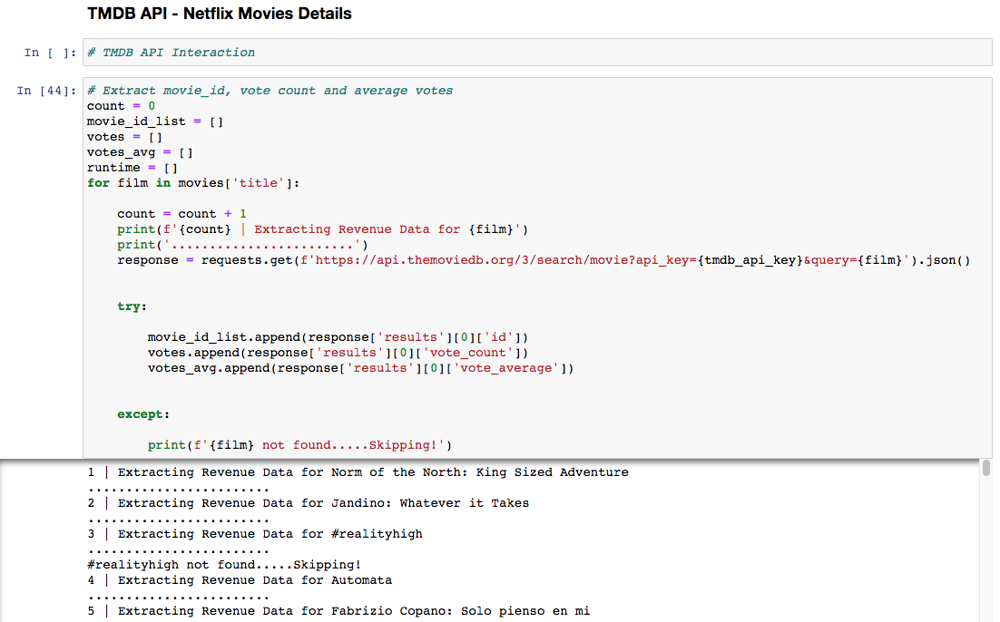 TMDB API - Netflix Movies Details
In [ ]: # TMDB API Interaction
In [44]: # Extract movie_id, vote count and average votes
count = 0
movie_id_list = []
votes = []
votes_avg = []
runtime = []
for film in movies['title']:
    count = count + 1
    print(f'{count} | Extracting Revenue Data for {film}')
    print('........................')
    response = requests.get(f'https://api.themoviedb.org/3/search/movie?api_key={tmdb_api_key}&query={film}').json()
    try:
        movie_id_list.append(response['results'][0]['id'])
        votes.append(response['results'][0]['vote_count'])
        votes_avg.append(response['results'][0]['vote_average'])
    except:
        print(f'{film} not found.....Skipping!')
1 | Extracting Revenue Data for Norm of the North: King Sized Adventure
........................
2 | Extracting Revenue Data for Jandino: Whatever it Takes
........................
3 | Extracting Revenue Data for #realityhigh
........................
#realityhigh not found.....Skipping!
4 | Extracting Revenue Data for Automata
........................
5 | Extracting Revenue Data for Fabrizio Copano: Solo pienso en mi